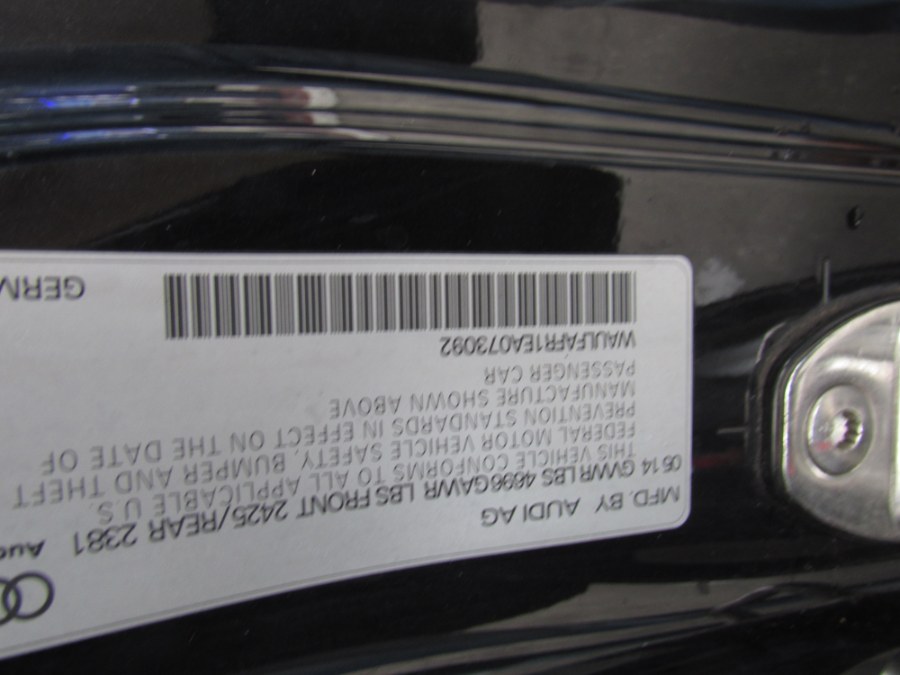 MFD. BY AUDI AG
05 14 GVWR LBS 4696 GAWR LBS FRONT 2425/REAR 2381
THIS VEHICLE CONFORMS TO ALL APPLICABLE U.S.
FEDERAL MOTOR VEHICLE SAFETY, BUMPER AND THEFT
PREVENTION STANDARDS IN EFFECT ON THE DATE OF
MANUFACTURE SHOWN ABOVE
PASSENGER CAR
WAULFAFR1EA073092